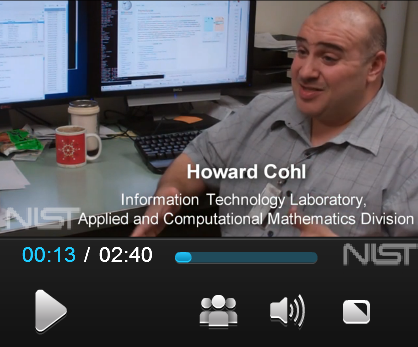 Howard Cohl
Information Technology Laboratory,
NIST Applied and Computational Mathematics Division
00:13 / 02:40
NIST